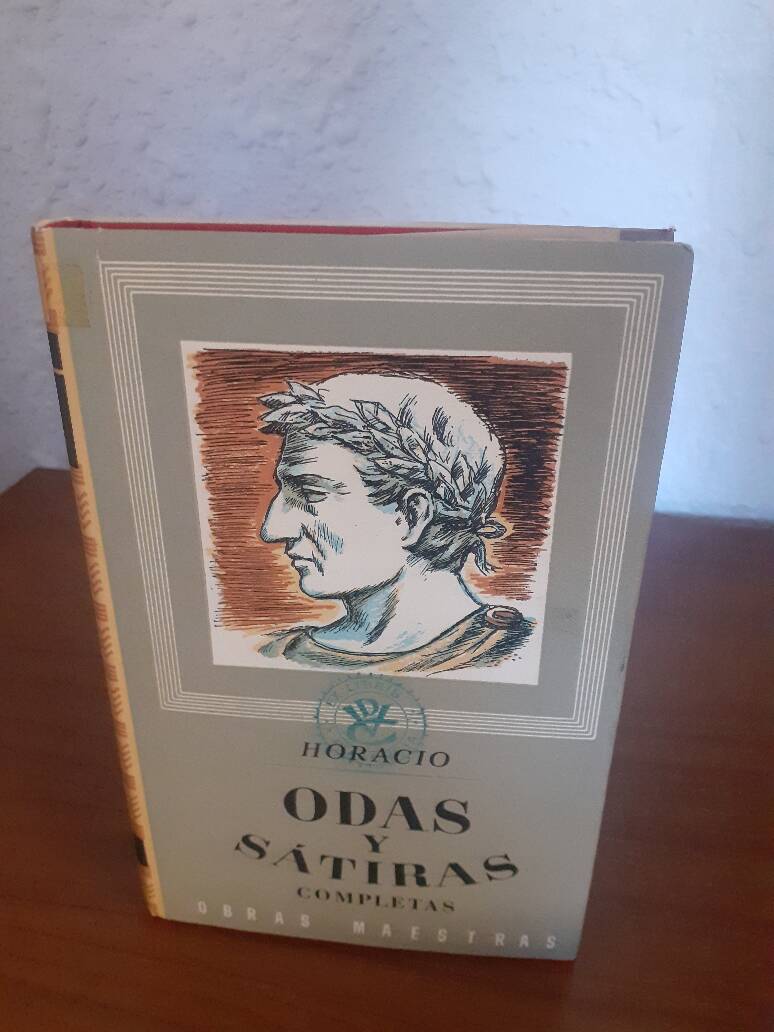 HORACIO
ODAS
Y
SÁTIRAS
COMPLETAS
OBRAS MAESTRAS